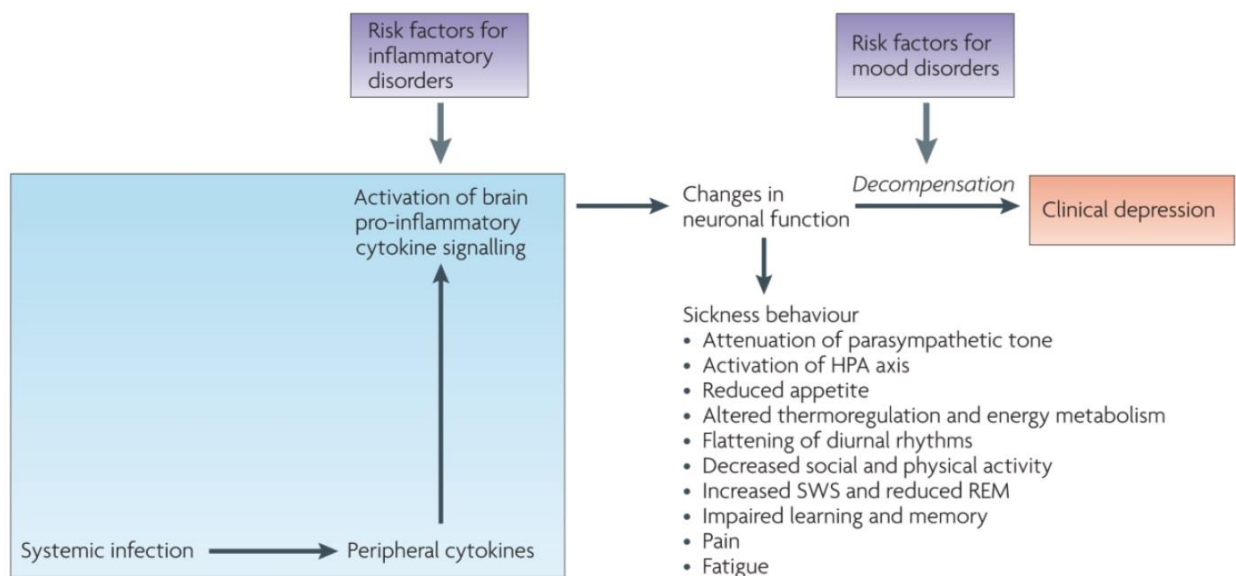 Risk factors for
inflammatory
disorders
Risk factors for
mood disorders
Activation of brain
pro-inflammatory
cytokine signalling
Changes in
neuronal function
Decompensation
Clinical depression
Sickness behaviour
• Attenuation of parasympathetic tone
• Activation of HPA axis
• Reduced appetite
• Altered thermoregulation and energy metabolism
• Flattening of diurnal rhythms
• Decreased social and physical activity
• Increased SWS and reduced REM
• Impaired learning and memory
• Pain
• Fatigue
Systemic infection
Peripheral cytokines